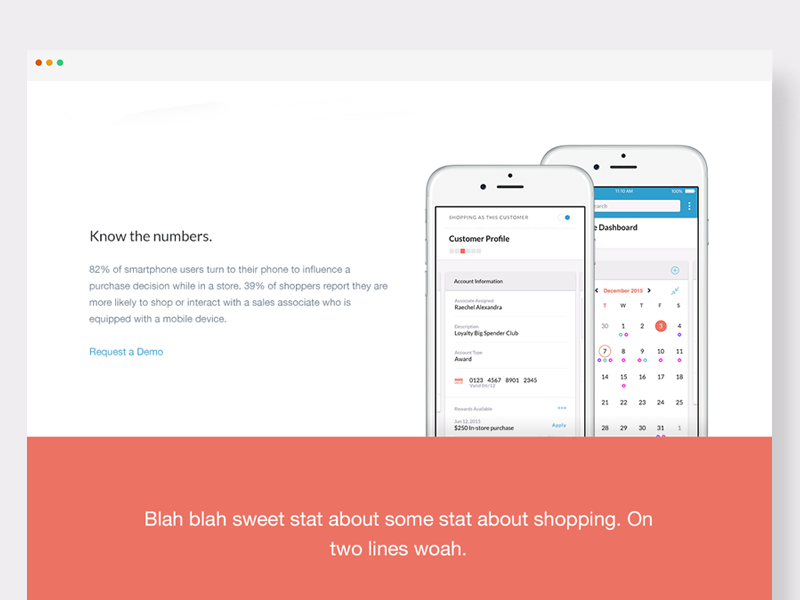 Know the numbers.
82% of smartphone users turn to their phone to influence a
purchase decision while in a store. 39% of shoppers report they are
more likely to shop or interact with a sales associate who is
equipped with a mobile device.
Request a Demo
SHOPPING AS THIS CUSTOMER
Customer Profile
Account Information
Associate Assigned
Raechel Alexandra
Description
Loyalty Big Spender Club
Account Type
Award
0123 4567 8901 2345
Valid 06/12
Rewards Available
Jun 12, 2015
$250 In-store purchase
Apply
11:10 AM 100%
earch
e Dashboard
December 2015
T W T F S
30 1 2 3 4
7 8 9 10 11
14 15 16 17 18
21 22 23 24 25
28 29 30 31 1
Blah blah sweet stat about some stat about shopping. On
two lines woah.